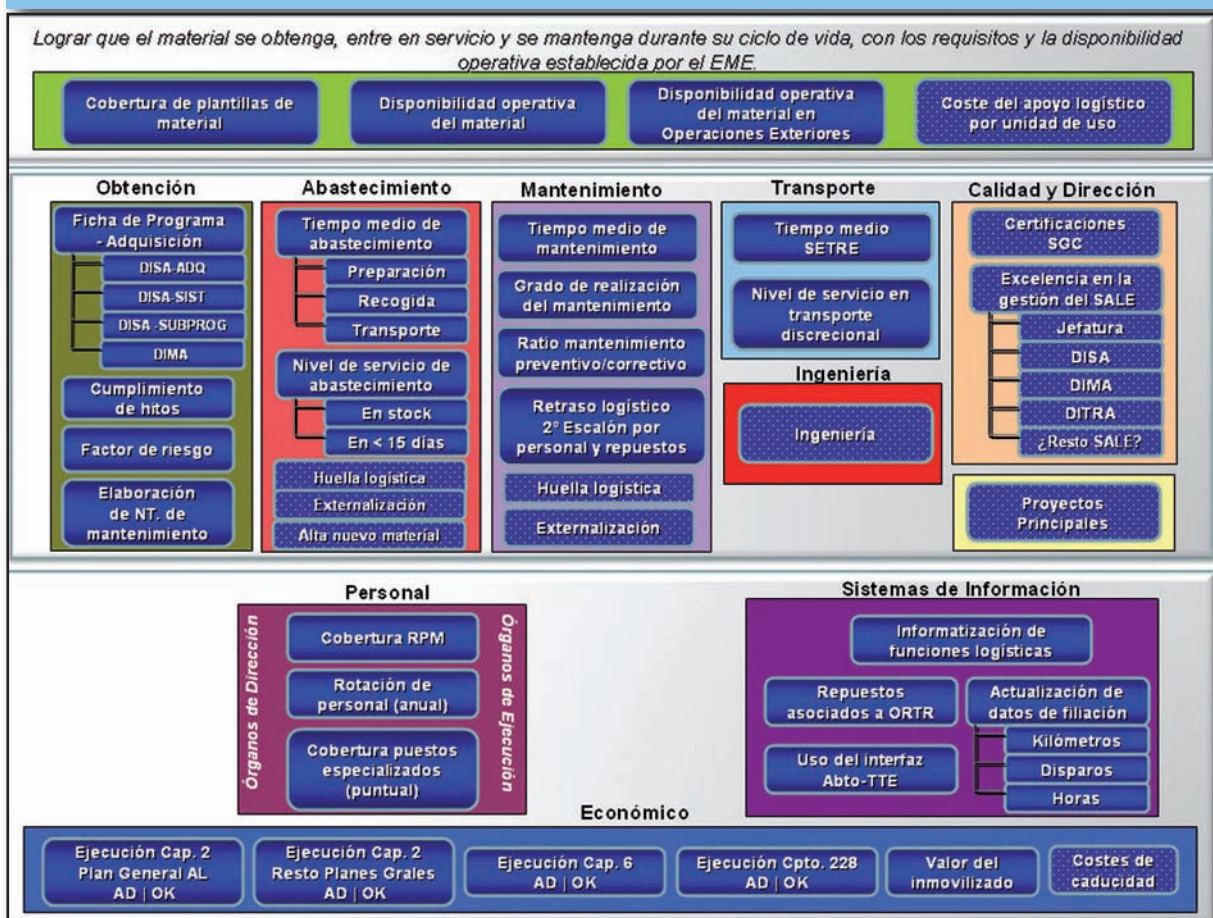 Lograr que el material se obtenga, entre en servicio y se mantenga durante su ciclo de vida, con los requisitos y la disponibilidad
operativa establecida por el EME.
Cobertura de plantillas de
material
Disponibilidad operativa
del material
Disponibilidad operativa
del material en
Operaciones Exteriores
Coste del apoyo logístico
por unidad de uso
Obtención
Ficha de Programa
- Adquisición
DISA-ADQ
DISA-SIST
DISA -SUBPROG
DIMA
Cumplimiento
de hitos
Factor de riesgo
Elaboración
de NT. de
mantenimiento
Abastecimiento
Tiempo medio de
abastecimiento
Preparación
Recogida
Transporte
Nivel de servicio de
abastecimiento
En stock
En < 15 días
Huella logística
Externalización
Alta nuevo material
Mantenimiento
Tiempo medio de
mantenimiento
Grado de realización
del mantenimiento
Ratio mantenimiento
preventivo/correctivo
Retraso logístico
2º Escalón por
personal y repuestos
Huella logística
Externalización
Transporte
Tiempo medio
SETRE
Nivel de servicio en
transporte
discrecional
Ingeniería
Ingeniería
Calidad y Dirección
Certificaciones
SGC
Excelencia en la
gestión del SALE
Jefatura
DISA
DIMA
DITRA
¿Resto SALE?
Proyectos
Principales
Personal
Órganos de Dirección
Cobertura RPM
Rotación de
personal (anual)
Cobertura puestos
especializados
(puntual)
Órganos de Ejecución
Sistemas de Información
Informatización de
funciones logísticas
Repuestos
asociados a ORTR
Uso del interfaz
Abto-TTE
Actualización de
datos de filiación
Kilómetros
Disparos
Horas
Económico
Ejecución Cap. 2
Plan General AL
AD | OK
Ejecución Cap. 2
Resto Planes Grales
AD | OK
Ejecución Cap. 6
AD | OK
Ejecución Cpto. 228
AD | OK
Valor del
inmovilizado
Costes de
caducidad